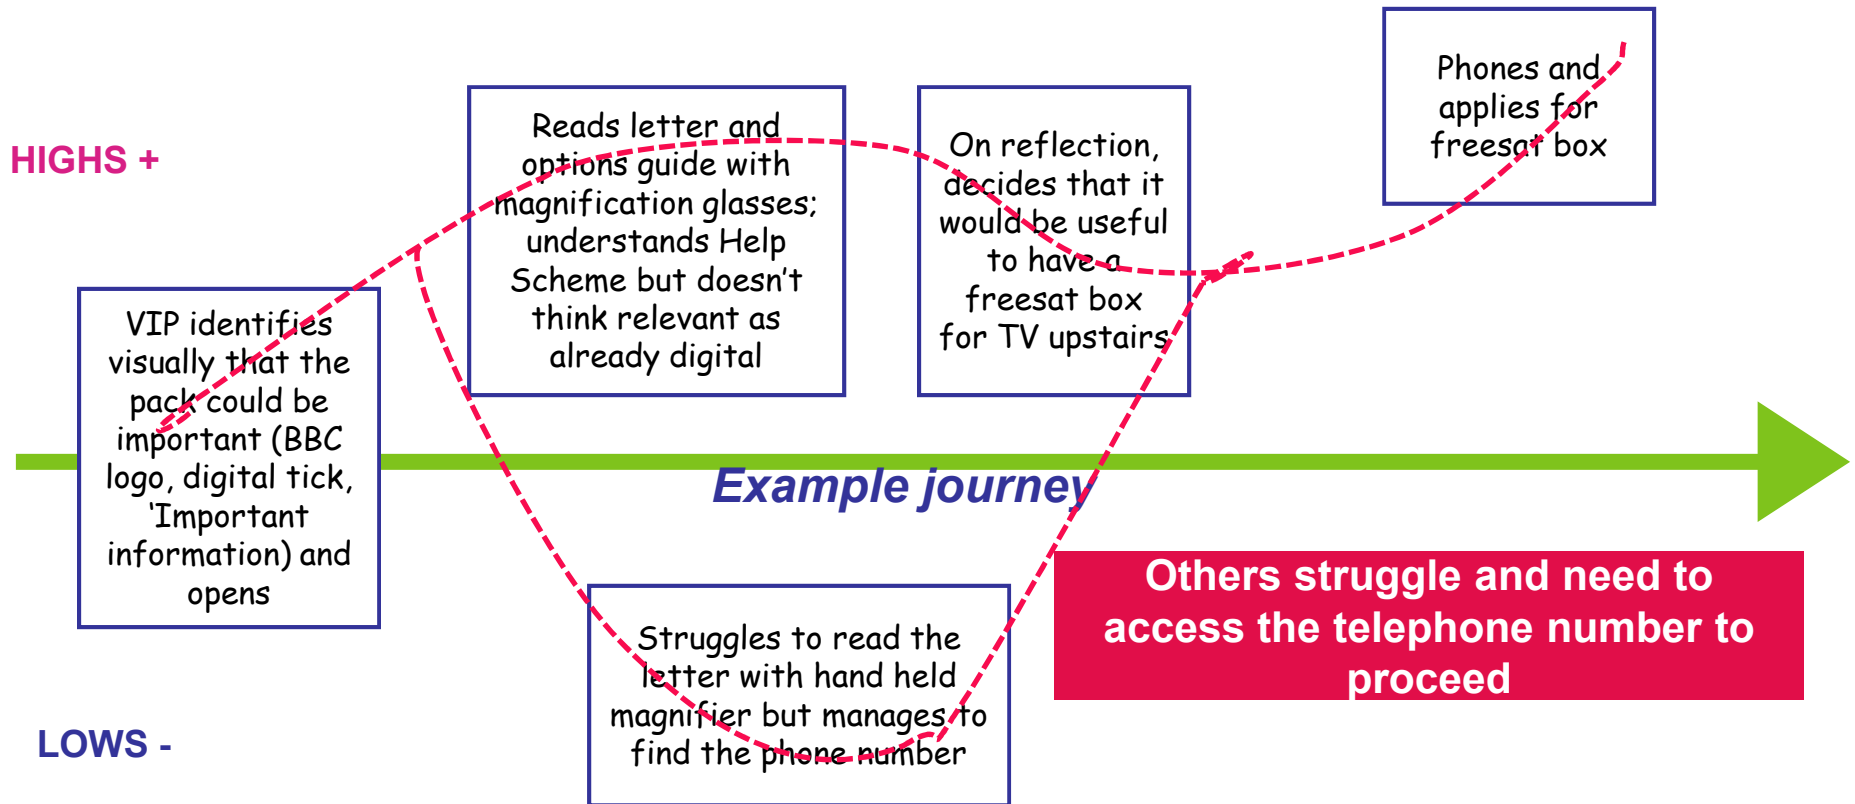 HIGHS +
VIP identifies
visually that the
pack could be
important (BBC
logo, digital tick,
‘Important
information) and
opens
Reads letter and
options guide with
magnification glasses;
understands Help
Scheme but doesn’t
think relevant as
already digital
On reflection,
decides that it
would be useful
to have a
freesat box
for TV upstairs
Phones and
applies for
freesat box
Example journey
Struggles to read the
letter with hand held
magnifier but manages to
find the phone number
Others struggle and need to
access the telephone number to
proceed
LOWS -